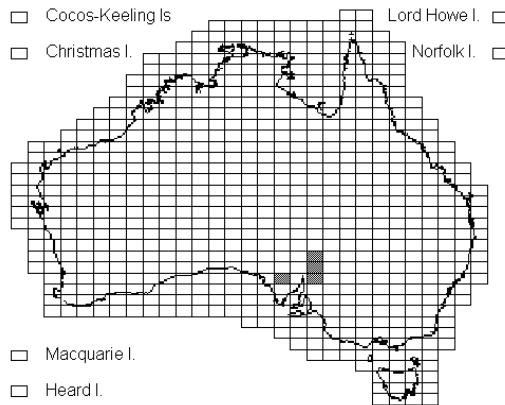 Cocos-Keeling Is
Lord Howe I.
Christmas I.
Norfolk I.
Macquarie I.
Heard I.